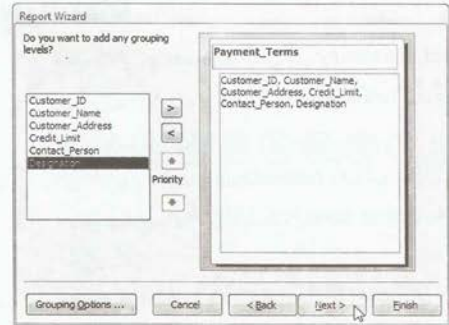 Report Wizard
Do you want to add any grouping
levels?
Customer_ID
Customer_Name
Customer_Address
Credit_Limit
Contact_Person
Designation
>
<
Priority
Payment_Terms
Customer_ID, Customer_Name,
Customer_Address, Credit_Limit,
Contact_Person, Designation
Grouping Options ...
Cancel
< Back
Next >
Finish